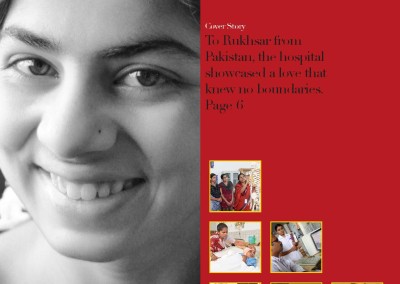 Cover Story
To Rukhsar from
Pakistan, the hospital
showcased a love that
knew no boundaries.
Page 6